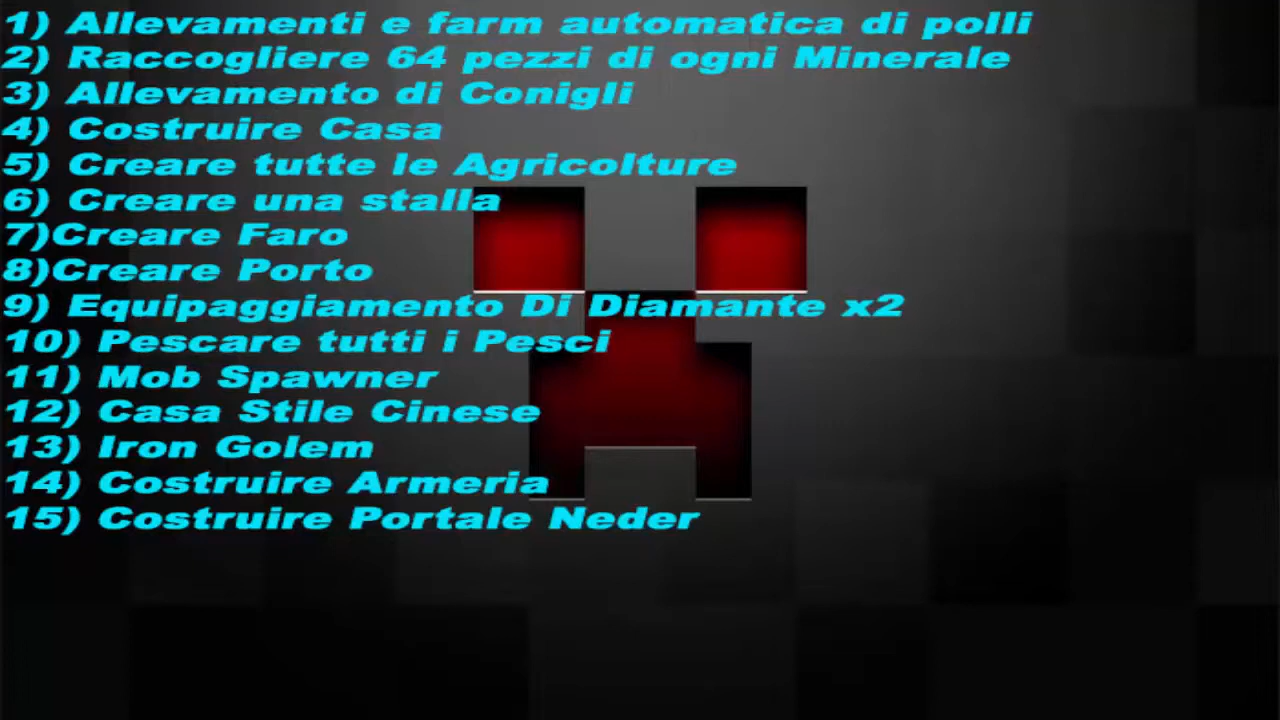 1) Allevamenti e farm automatica di polli
2) Raccogliere 64 pezzi di ogni Minerale
3) Allevamento di Conigli
4) Costruire Casa
5) Creare tutte le Agricolture
6) Creare una stalla
7)Creare Faro
8)Creare Porto
9) Equipaggiamento Di Diamante x2
10) Pescare tutti i Pesci
11) Mob Spawner
12) Casa Stile Cinese
13) Iron Golem
14) Costruire Armeria
15) Costruire Portale Neder